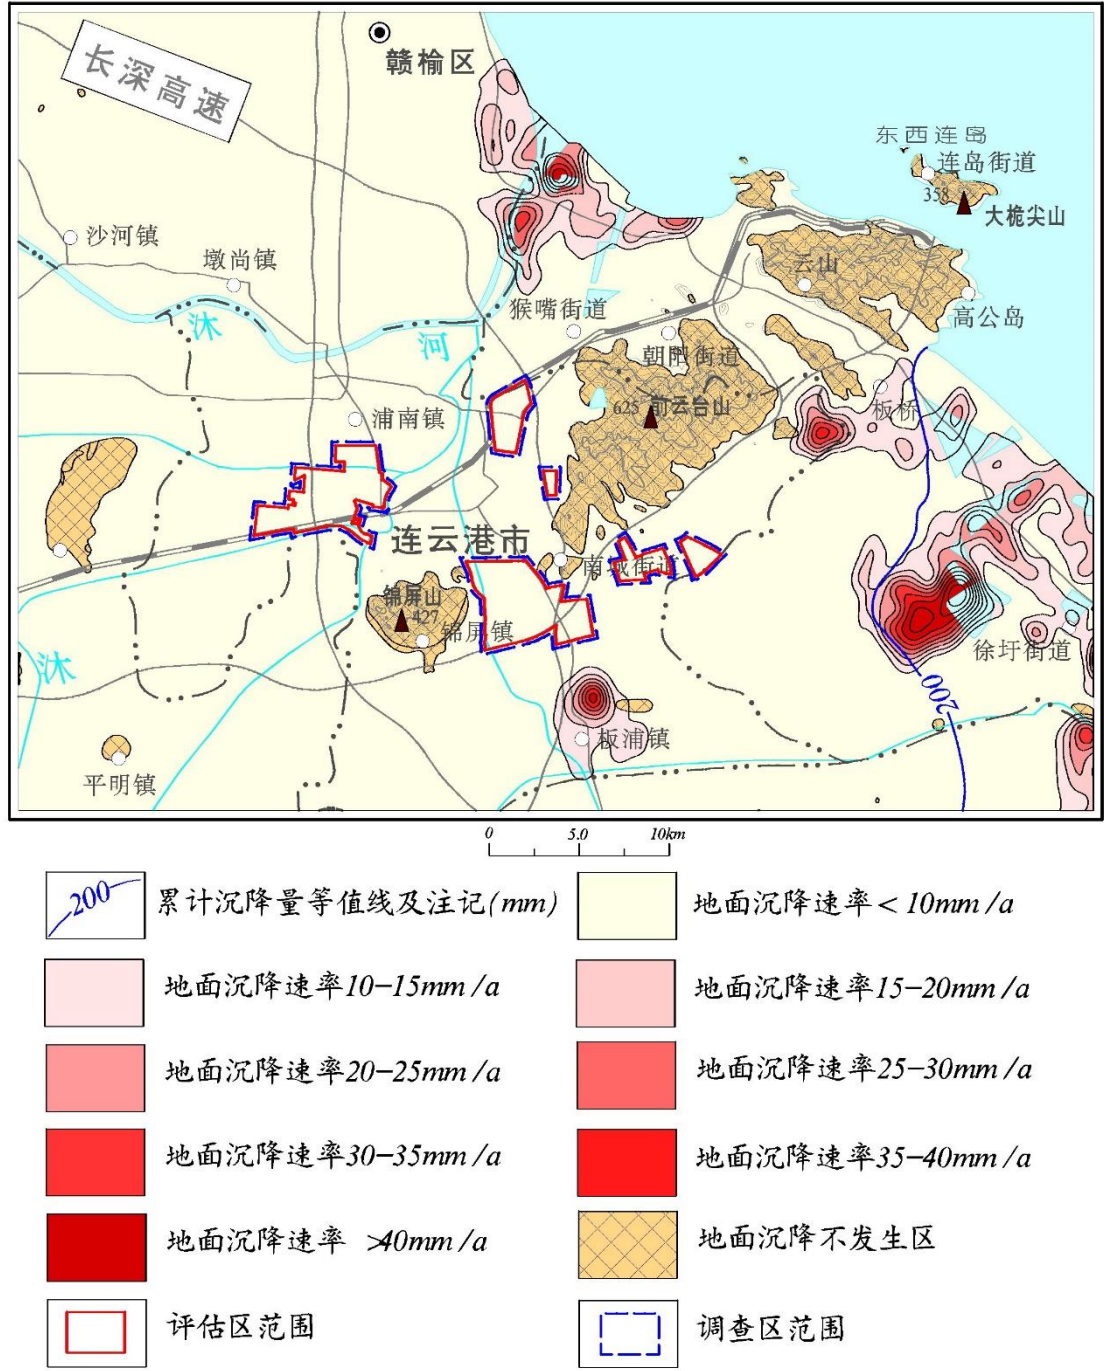 赣榆区
长深高速
东西连岛
连岛街道
358
大桅尖山
沙河镇
墩尚镇
云山
猴嘴街道
高公岛
沭
河
朝阳街道
625
前云台山
板桥
浦南镇
连云港市
南城街道
锦屏山
427
锦屏镇
徐圩街道
沭
200
板浦镇
平明镇
0 5.0 10km
200 累计沉降量等值线及注记(mm)
地面沉降速率<10mm/a
地面沉降速率10-15mm/a
地面沉降速率15-20mm/a
地面沉降速率20-25mm/a
地面沉降速率25-30mm/a
地面沉降速率30-35mm/a
地面沉降速率35-40mm/a
地面沉降速率 >40mm/a
地面沉降不发生区
评估区范围
调查区范围